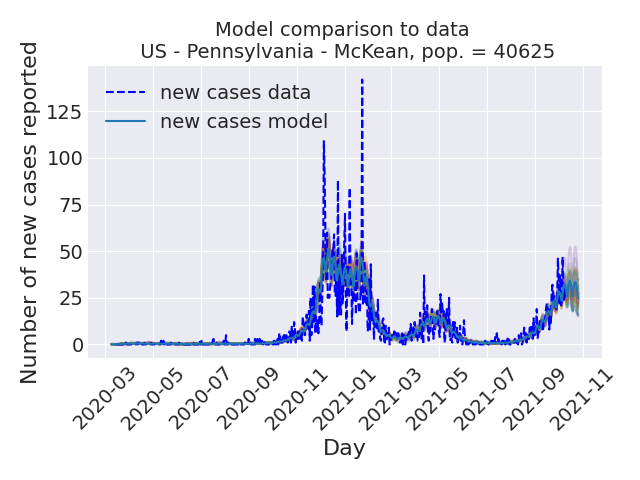 Model comparison to data
US - Pennsylvania - McKean, pop. = 40625
Number of new cases reported
new cases data
new cases model
125
100
75
50
25
0
2020-03
2020-05
2020-07
2020-09
2020-11
2021-01
2021-03
2021-05
2021-07
2021-09
2021-11
Day